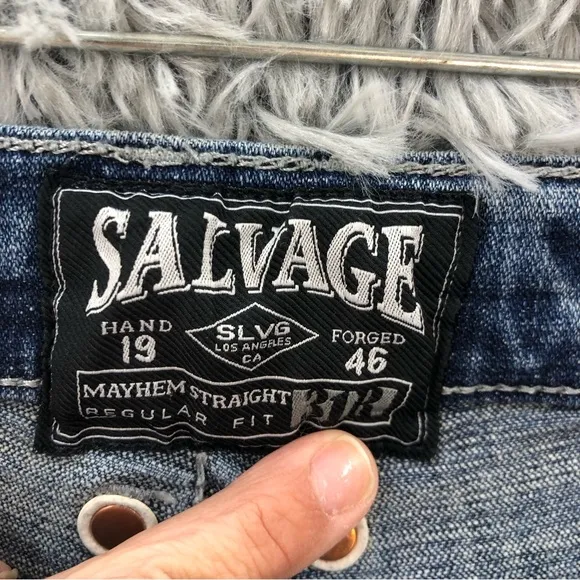 SALVAGE
HAND SLVG FORGED
19 LOS ANGELES 46
CA
MAYHEM STRAIGHT
REGULAR FIT